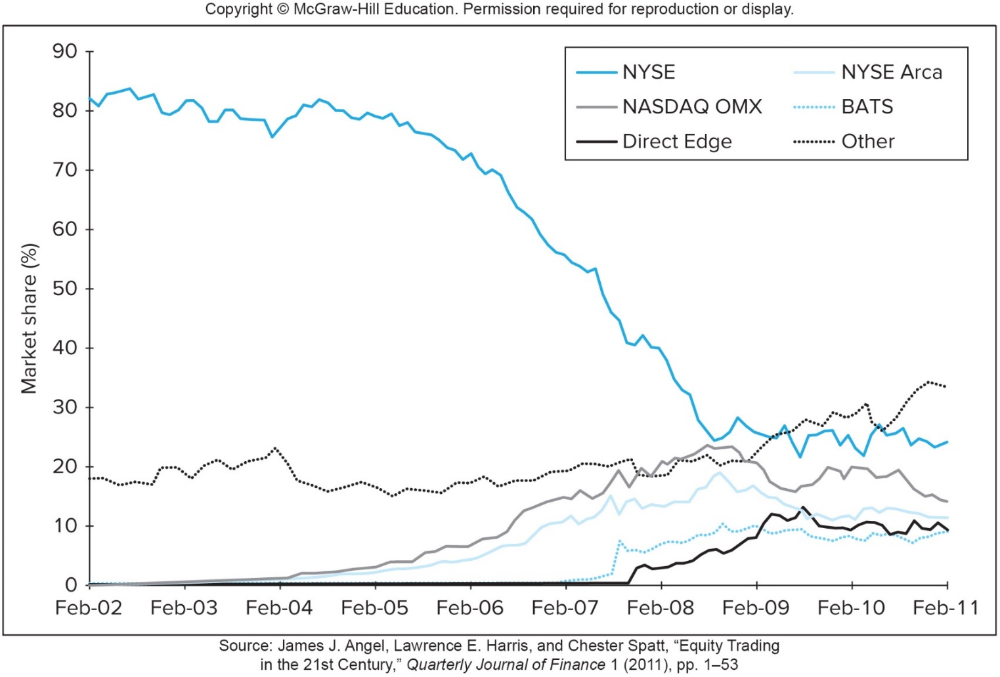 Copyright © McGraw-Hill Education. Permission required for reproduction or display.
90
80
70
60
50
40
30
20
10
0
Market share (%)
NYSE
NYSE Arca
NASDAQ OMX
BATS
Direct Edge
Other
Feb-02 Feb-03 Feb-04 Feb-05 Feb-06 Feb-07 Feb-08 Feb-09 Feb-10 Feb-11
Source: James J. Angel, Lawrence E. Harris, and Chester Spatt, “Equity Trading
in the 21st Century,” Quarterly Journal of Finance 1 (2011), pp. 1–53